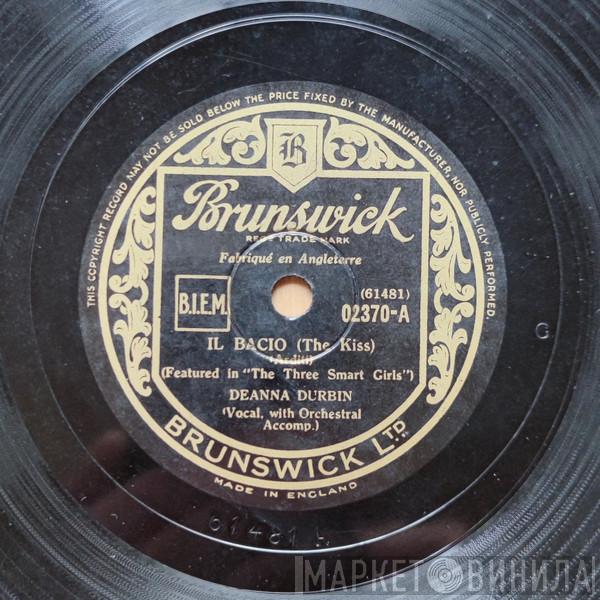 THIS COPYRIGHT RECORD MAY NOT BE SOLD BELOW THE PRICE FIXED BY THE MANUFACTURER, NOR PUBLICLY PERFORMED.
B
Brunswick
REGD TRADE MARK
Fabriqué en Angleterre
B.I.E.M.
(61481)
02370-A
IL BACIO (The Kiss)
(Arditi)
(Featured in "The Three Smart Girls")
DEANNA DURBIN
(Vocal, with Orchestral
Accomp.)
BRUNSWICK LTD.
MADE IN ENGLAND
G
61481
МАРКЕТ ВИНИЛА